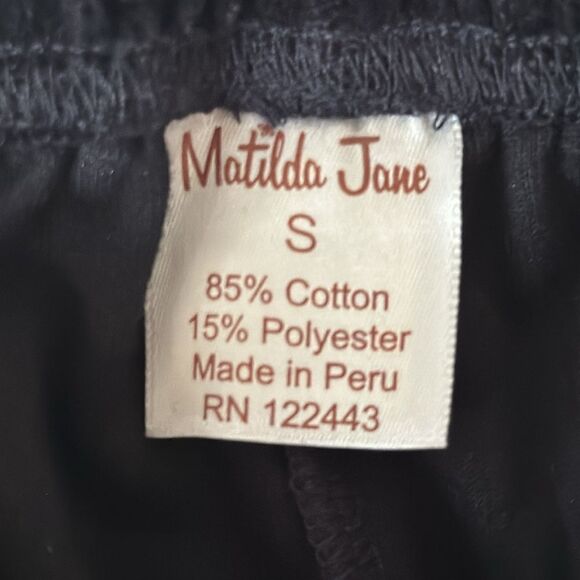 Matilda Jane
S
85% Cotton
15% Polyester
Made in Peru
RN 122443